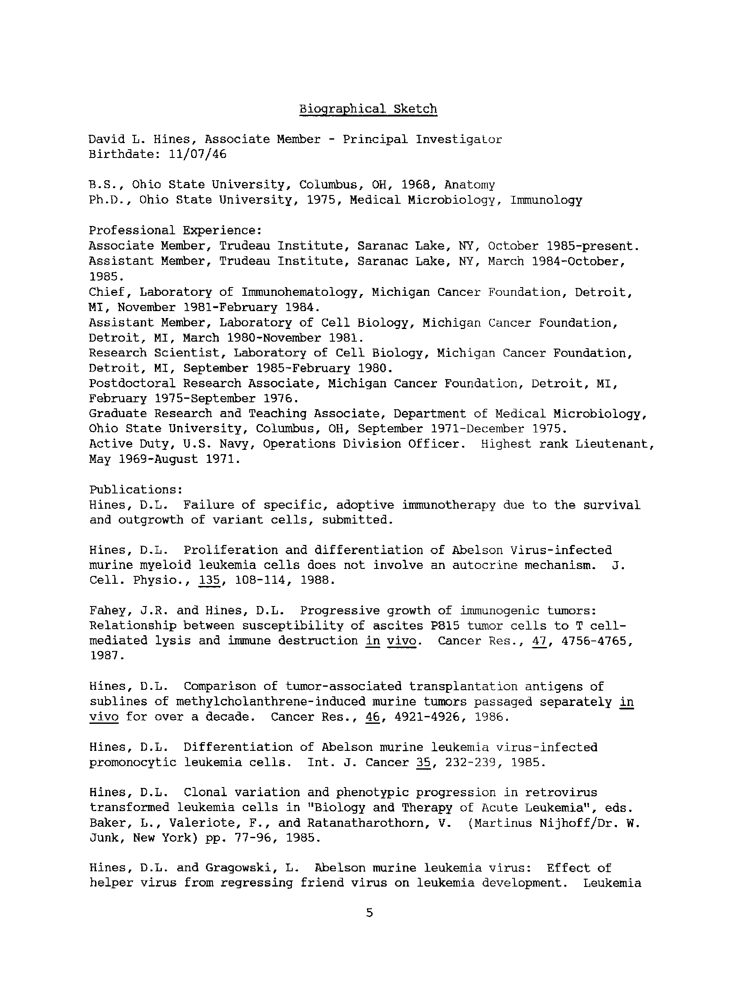 Biographical Sketch
David L. Hines, Associate Member - Principal Investigator
Birthdate: 11/07/46
B.S., Ohio State University, Columbus, OH, 1968, Anatomy
Ph.D., Ohio State University, 1975, Medical Microbiology, Immunology
Professional Experience:
Associate Member, Trudeau Institute, Saranac Lake, NY, October 1985-present.
Assistant Member, Trudeau Institute, Saranac Lake, NY, March 1984-October,
1985.
Chief, Laboratory of Immunohematology, Michigan Cancer Foundation, Detroit,
MI, November 1981-February 1984.
Assistant Member, Laboratory of Cell Biology, Michigan Cancer Foundation,
Detroit, MI, March 1980-November 1981.
Research Scientist, Laboratory of Cell Biology, Michigan Cancer Foundation,
Detroit, MI, September 1985-February 1980.
Postdoctoral Research Associate, Michigan Cancer Foundation, Detroit, MI,
February 1975-September 1976.
Graduate Research and Teaching Associate, Department of Medical Microbiology,
Ohio State University, Columbus, OH, September 1971-December 1975.
Active Duty, U.S. Navy, Operations Division Officer. Highest rank Lieutenant,
May 1969-August 1971.
Publications:
Hines, D.L. Failure of specific, adoptive immunotherapy due to the survival
and outgrowth of variant cells, submitted.
Hines, D.L. Proliferation and differentiation of Abelson Virus-infected
murine myeloid leukemia cells does not involve an autocrine mechanism. J.
Cell. Physio., 135, 108-114, 1988.
Fahey, J.R. and Hines, D.L. Progressive growth of immunogenic tumors:
Relationship between susceptibility of ascites P815 tumor cells to T cell-
mediated lysis and immune destruction in vivo. Cancer Res., 47, 4756-4765,
1987.
Hines, D.L. Comparison of tumor-associated transplantation antigens of
sublines of methylcholanthrene-induced murine tumors passaged separately in
vivo for over a decade. Cancer Res., 46, 4921-4926, 1986.
Hines, D.L. Differentiation of Abelson murine leukemia virus-infected
promonocytic leukemia cells. Int. J. Cancer 35, 232-239, 1985.
Hines, D.L. Clonal variation and phenotypic progression in retrovirus
transformed leukemia cells in "Biology and Therapy of Acute Leukemia", eds.
Baker, L., Valeriote, F., and Ratanatharothorn, V. (Martinus Nijhoff/Dr. W.
Junk, New York) pp. 77-96, 1985.
Hines, D.L. and Gragowski, L. Abelson murine leukemia virus: Effect of
helper virus from regressing friend virus on leukemia development. Leukemia
5